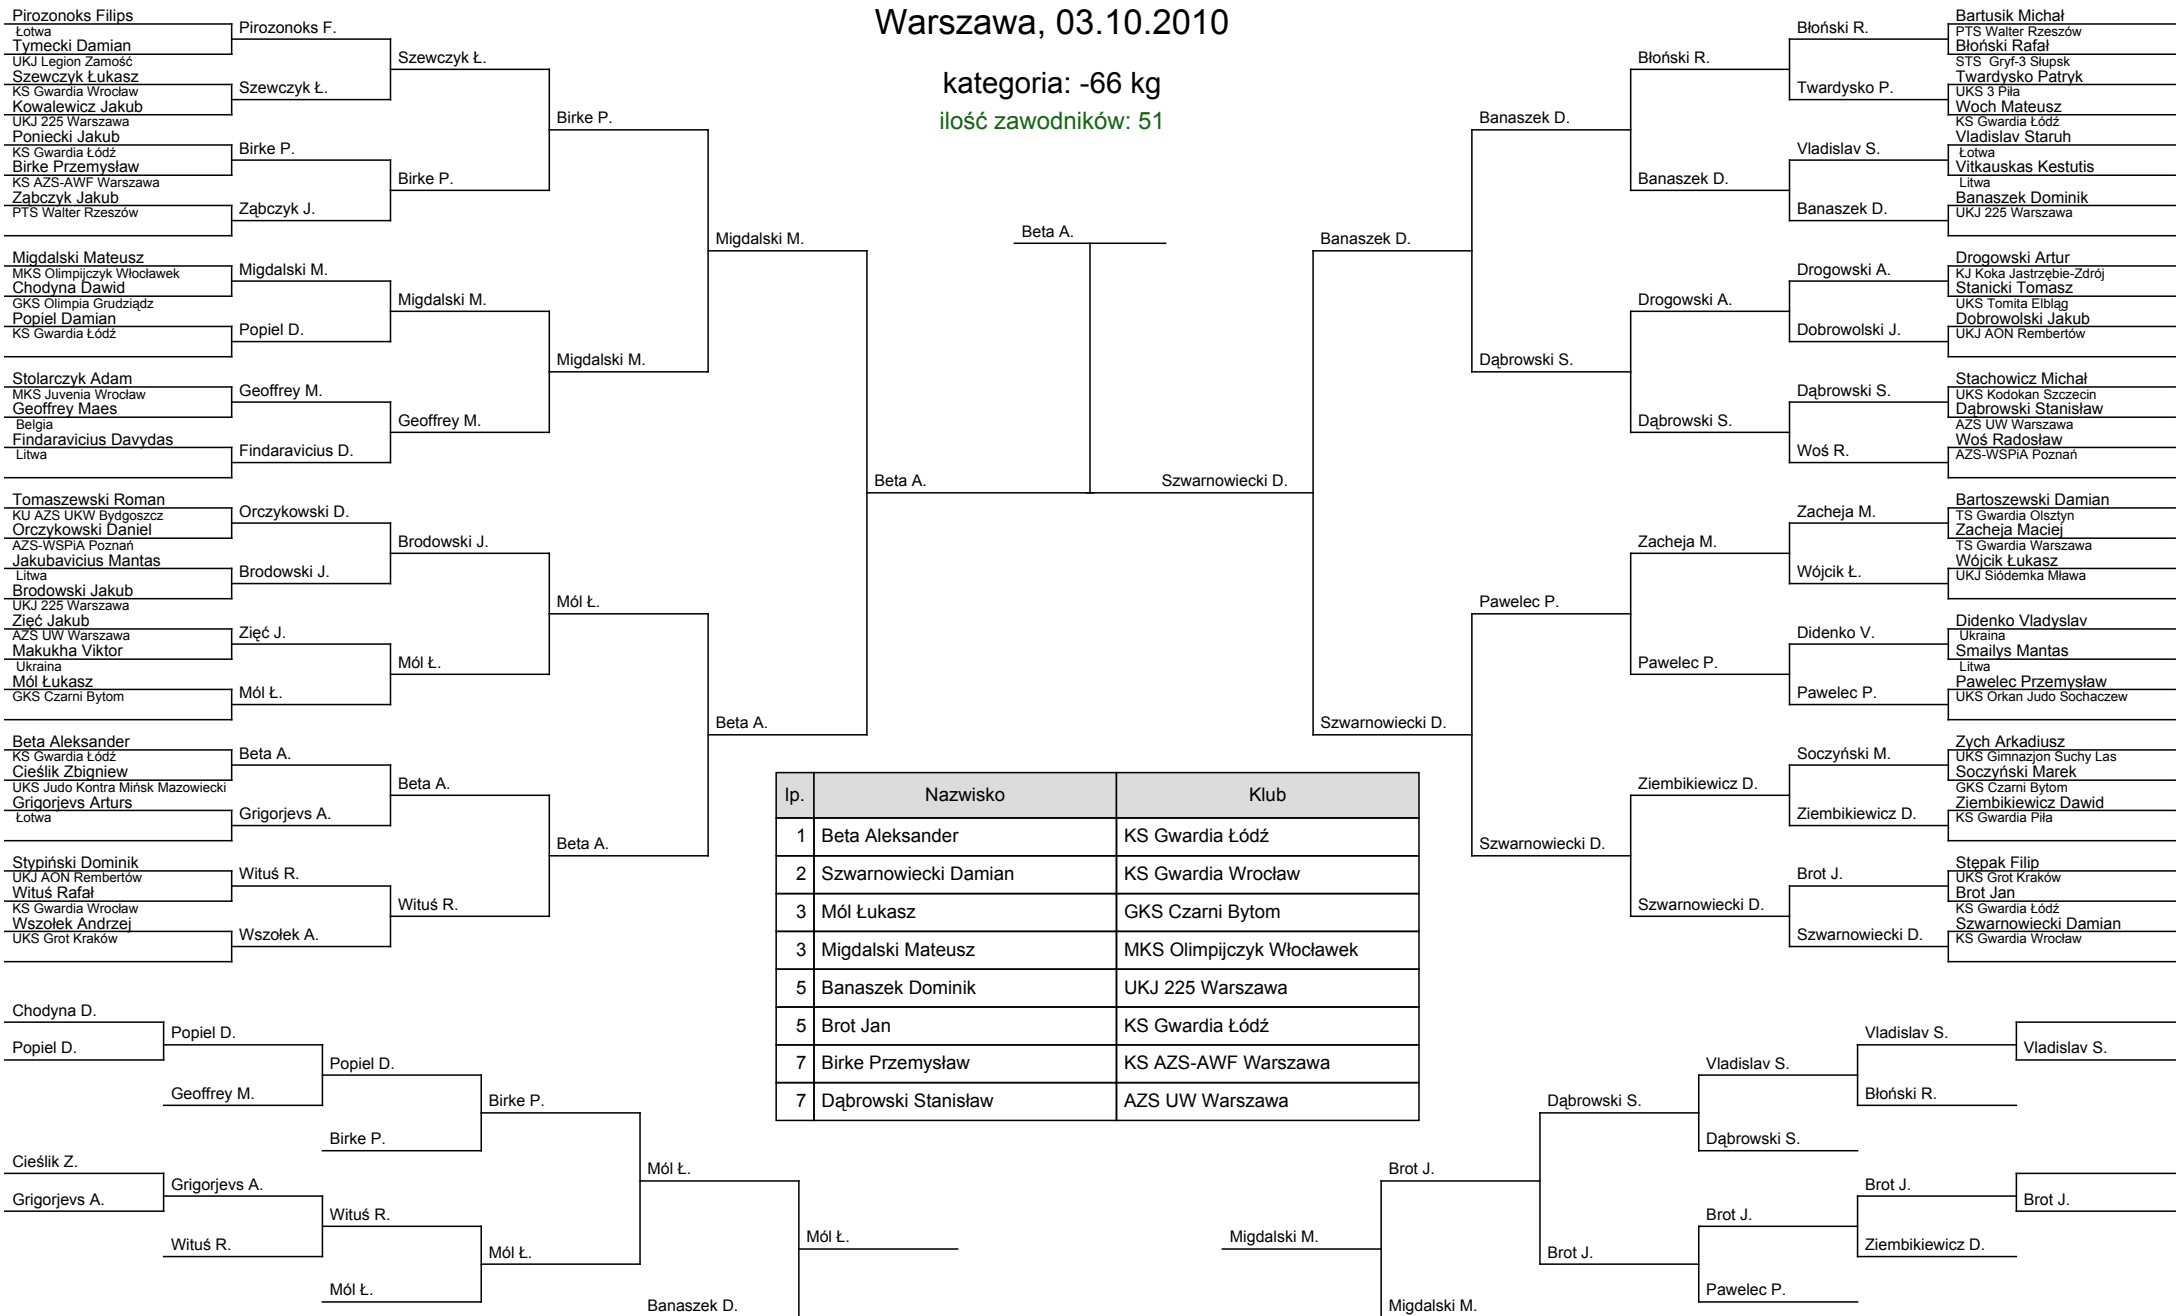 Warszawa, 03.10.2010
kategoria: -66 kg
ilość zawodników: 51
Pirozonoks Filips
Łotwa
Tymecki Damian
UKJ Legion Zamość
Szewczyk Łukasz
KS Gwardia Wrocław
Kowalewicz Jakub
UKJ 225 Warszawa
Poniecki Jakub
KS Gwardia Łódź
Birke Przemysław
KS AZS-AWF Warszawa
Ząbczyk Jakub
PTS Walter Rzeszów
Migdalski Mateusz
MKS Olimpijczyk Włocławek
Chodyna Dawid
GKS Olimpia Grudziądz
Popiel Damian
KS Gwardia Łódź
Stolarczyk Adam
MKS Juvenia Wrocław
Geoffrey Maes
Belgia
Findaravicius Davydas
Litwa
Tomaszewski Roman
KU AZS UKW Bydgoszcz
Orczykowski Daniel
AZS-WSPiA Poznań
Jakubavicius Mantas
Litwa
Brodowski Jakub
UKJ 225 Warszawa
Zięć Jakub
AZS UW Warszawa
Makukha Viktor
Ukraina
Mól Łukasz
GKS Czarni Bytom
Beta Aleksander
KS Gwardia Łódź
Cieślik Zbigniew
UKS Judo Kontra Mińsk Mazowiecki
Grigorjevs Arturs
Łotwa
Stypiński Dominik
UKJ AON Rembertów
Wituś Rafał
KS Gwardia Wrocław
Wszołek Andrzej
UKS Grot Kraków
Pirozonoks F.
Szewczyk Ł.
Birke P.
Ząbczyk J.
Migdalski M.
Popiel D.
Geoffrey M.
Findaravicius D.
Orczykowski D.
Brodowski J.
Zięć J.
Mól Ł.
Beta A.
Grigorjevs A.
Wituś R.
Wszołek A.
Szewczyk Ł.
Birke P.
Migdalski M.
Geoffrey M.
Brodowski J.
Mól Ł.
Beta A.
Wituś R.
Birke P.
Migdalski M.
Mól Ł.
Beta A.
Migdalski M.
Beta A.
Beta A.
Beta A.
Szwarnowiecki D.
Banaszek D.
Szwarnowiecki D.
Banaszek D.
Dąbrowski S.
Pawelec P.
Szwarnowiecki D.
Błoński R.
Banaszek D.
Drogowski A.
Dąbrowski S.
Zacheja M.
Pawelec P.
Ziembikiewicz D.
Szwarnowiecki D.
Błoński R.
Twardysko P.
Vladislav S.
Banaszek D.
Drogowski A.
Dobrowolski J.
Dąbrowski S.
Woś R.
Zacheja M.
Wójcik Ł.
Didenko V.
Pawelec P.
Soczyński M.
Ziembikiewicz D.
Brot J.
Szwarnowiecki D.
Bartusik Michał
PTS Walter Rzeszów
Błoński Rafał
STS Gryf-3 Słupsk
Twardysko Patryk
UKS 3 Piła
Woch Mateusz
KS Gwardia Łódź
Vladislav Staruh
Łotwa
Vitkauskas Kestutis
Litwa
Banaszek Dominik
UKJ 225 Warszawa
Drogowski Artur
KJ Koka Jastrzębie-Zdrój
Stanicki Tomasz
UKS Tomita Elbląg
Dobrowolski Jakub
UKJ AON Rembertów
Stachowicz Michał
UKS Kodokan Szczecin
Dąbrowski Stanisław
AZS UW Warszawa
Woś Radosław
AZS-WSPiA Poznań
Bartoszewski Damian
TS Gwardia Olsztyn
Zacheja Maciej
TS Gwardia Warszawa
Wójcik Łukasz
UKJ Siódemka Mława
Didenko Vladyslav
Ukraina
Smailys Mantas
Litwa
Pawelec Przemysław
UKS Orkan Judo Sochaczew
Zych Arkadiusz
UKS Gimnazjon Suchy Las
Soczyński Marek
GKS Czarni Bytom
Ziembikiewicz Dawid
KS Gwardia Piła
Stępak Filip
UKS Grot Kraków
Brot Jan
KS Gwardia Łódź
Szwarnowiecki Damian
KS Gwardia Wrocław
lp. Nazwisko Klub
1 Beta Aleksander KS Gwardia Łódź
2 Szwarnowiecki Damian KS Gwardia Wrocław
3 Mól Łukasz GKS Czarni Bytom
3 Migdalski Mateusz MKS Olimpijczyk Włocławek
5 Banaszek Dominik UKJ 225 Warszawa
5 Brot Jan KS Gwardia Łódź
7 Birke Przemysław KS AZS-AWF Warszawa
7 Dąbrowski Stanisław AZS UW Warszawa
Chodyna D.
Popiel D.
Cieślik Z.
Grigorjevs A.
Popiel D.
Geoffrey M.
Grigorjevs A.
Wituś R.
Popiel D.
Birke P.
Wituś R.
Mól Ł.
Birke P.
Mól Ł.
Mól Ł.
Banaszek D.
Mól Ł.
Migdalski M.
Brot J.
Migdalski M.
Dąbrowski S.
Brot J.
Vladislav S.
Dąbrowski S.
Brot J.
Pawelec P.
Vladislav S.
Błoński R.
Brot J.
Ziembikiewicz D.
Vladislav S.
Brot J.